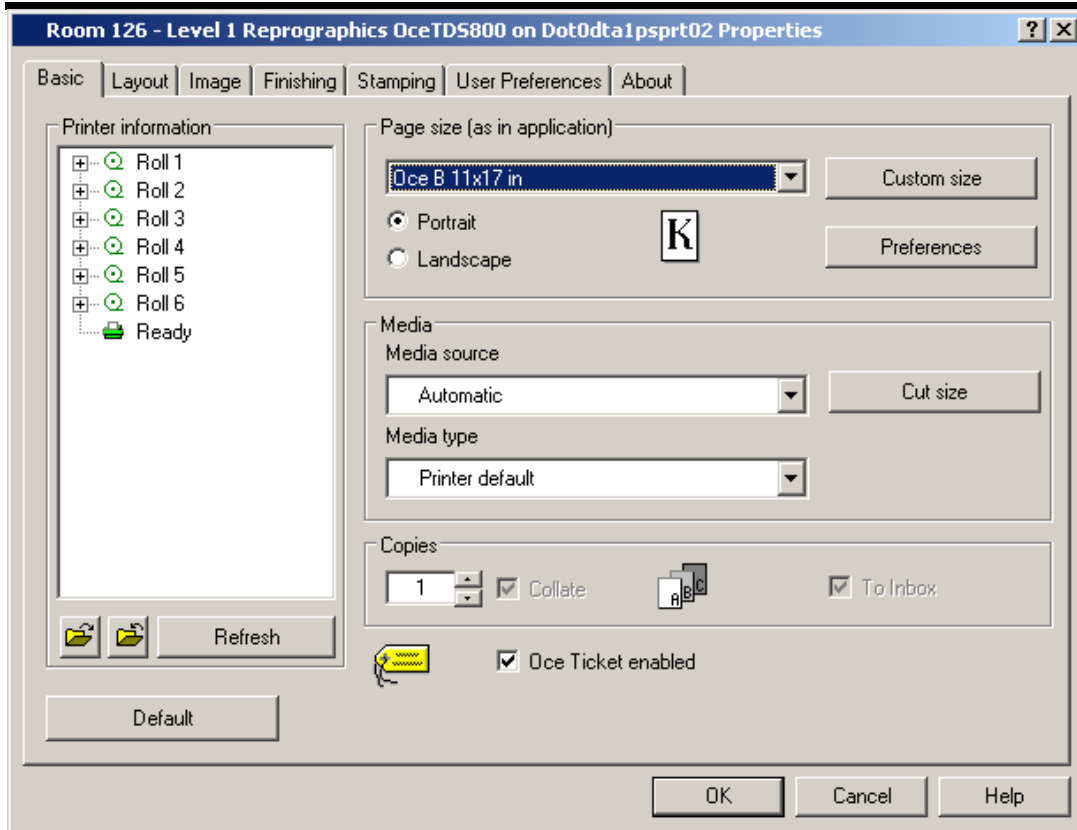 Room 126 - Level 1 Reprographics OceTDS800 on Dot0dta1psprt02 Properties
Basic Layout Image Finishing Stamping User Preferences About
Printer information
Roll 1
Roll 2
Roll 3
Roll 4
Roll 5
Roll 6
Ready
Refresh
Default
Page size (as in application)
Oce B 11x17 in
Custom size
Portrait
Landscape
K
Preferences
Media
Media source
Automatic
Cut size
Media type
Printer default
Copies
1
Collate
A B C
To Inbox
Oce Ticket enabled
OK Cancel Help